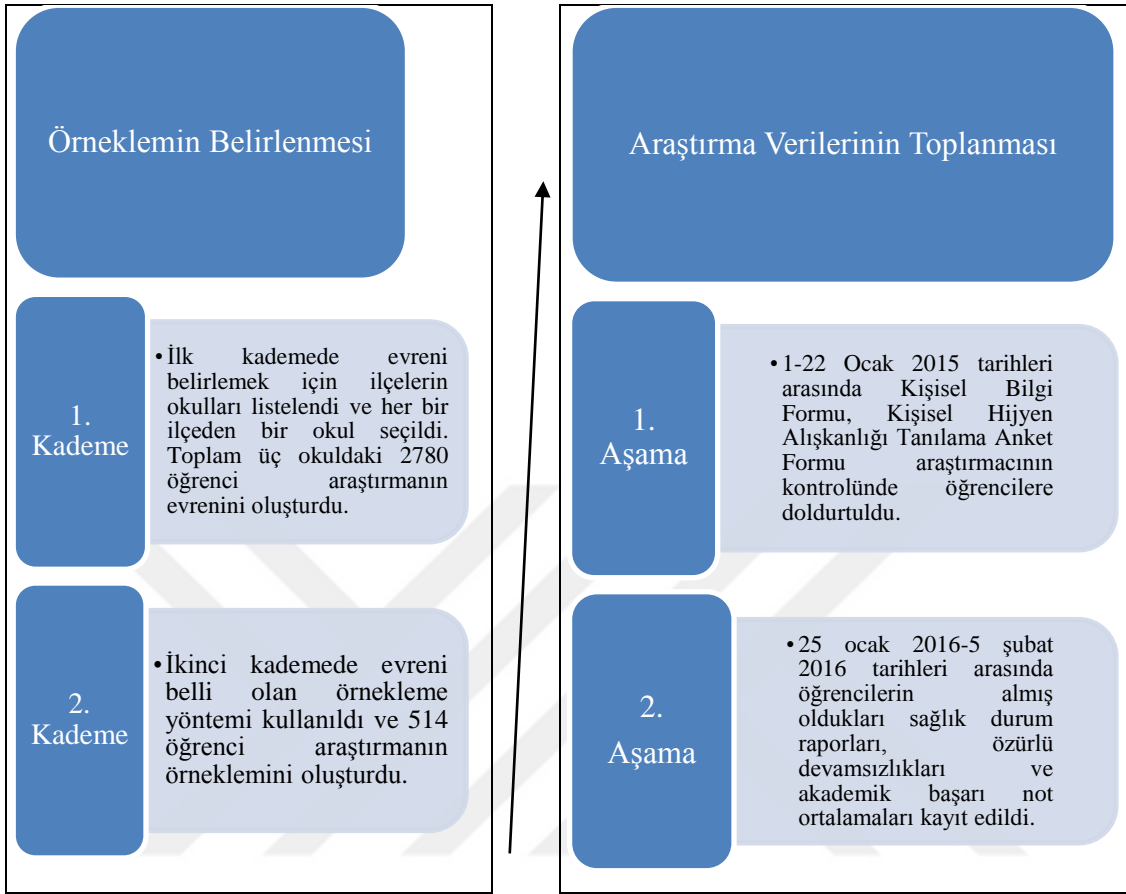 Örneklemin Belirlenmesi
1.
Kademe
• İlk kademede evreni
belirlemek için ilçelerin
okulları listelendi ve her bir
ilçeden bir okul seçildi.
Toplam üç okuldaki 2780
öğrenci araştırmanın
evrenini oluşturdu.
2.
Kademe
• İkinci kademede evreni
belli olan örnekleme
yöntemi kullanıldı ve 514
öğrenci araştırmanın
örneklemini oluşturdu.
Araştırma Verilerinin Toplanması
1.
Aşama
• 1-22 Ocak 2015 tarihleri
arasında Kişisel Bilgi
Formu, Kişisel Hijyen
Alışkanlığı Tanılama Anket
Formu araştırmacının
kontrolünde öğrencilere
doldurtuldu.
2.
Aşama
• 25 ocak 2016-5 şubat
2016 tarihleri arasında
öğrencilerin almış
oldukları sağlık durum
raporları, özürlü
devamsızlıkları ve
akademik başarı not
ortalamaları kayıt edildi.